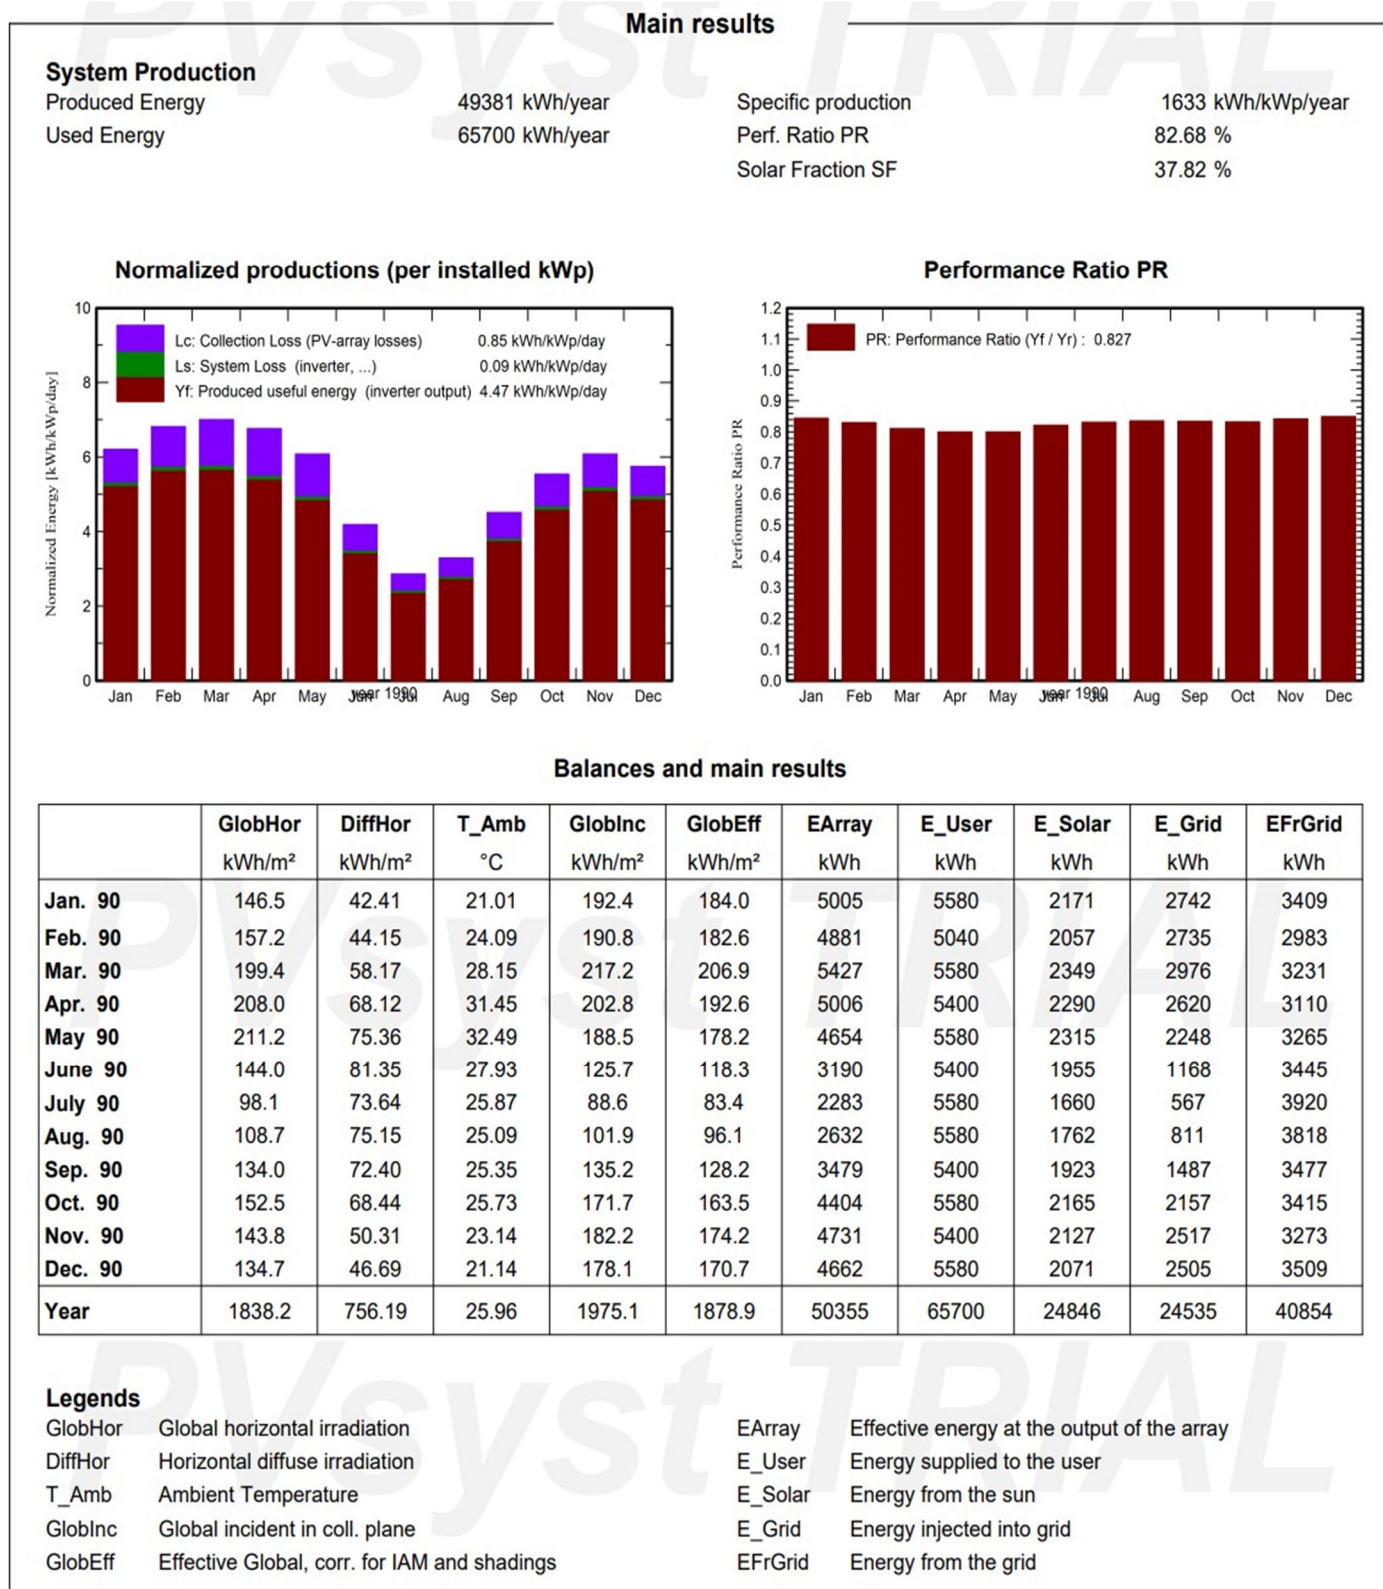 PVsyst TRIAL
Main results
System Production
Produced Energy 49381 kWh/year Specific production 1633 kWh/kWp/year
Used Energy 65700 kWh/year Perf. Ratio PR 82.68 %
Solar Fraction SF 37.82 %
Normalized productions (per installed kWp)
10
8
6
4
2
0
Normalized Energy [kWh/kWp/day]
Lc: Collection Loss (PV-array losses) 0.85 kWh/kWp/day
Ls: System Loss (inverter, ...) 0.09 kWh/kWp/day
Yf: Produced useful energy (inverter output) 4.47 kWh/kWp/day
Jan Feb Mar Apr May Jun Jul Aug Sep Oct Nov Dec
year 1990
Performance Ratio PR
1.2
1.1
1.0
0.9
0.8
0.7
0.6
0.5
0.4
0.3
0.2
0.1
0.0
Performance Ratio PR
PR: Performance Ratio (Yf / Yr) : 0.827
Jan Feb Mar Apr May Jun Jul Aug Sep Oct Nov Dec
year 1990
Balances and main results
GlobHor DiffHor T_Amb GlobInc GlobEff EArray E_User E_Solar E_Grid EFrGrid
kWh/m² kWh/m² °C kWh/m² kWh/m² kWh kWh kWh kWh kWh
Jan. 90 146.5 42.41 21.01 192.4 184.0 5005 5580 2171 2742 3409
Feb. 90 157.2 44.15 24.09 190.8 182.6 4881 5040 2057 2735 2983
Mar. 90 199.4 58.17 28.15 217.2 206.9 5427 5580 2349 2976 3231
Apr. 90 208.0 68.12 31.45 202.8 192.6 5006 5400 2290 2620 3110
May 90 211.2 75.36 32.49 188.5 178.2 4654 5580 2315 2248 3265
June 90 144.0 81.35 27.93 125.7 118.3 3190 5400 1955 1168 3445
July 90 98.1 73.64 25.87 88.6 83.4 2283 5580 1660 567 3920
Aug. 90 108.7 75.15 25.09 101.9 96.1 2632 5580 1762 811 3818
Sep. 90 134.0 72.40 25.35 135.2 128.2 3479 5400 1923 1487 3477
Oct. 90 152.5 68.44 25.73 171.7 163.5 4404 5580 2165 2157 3415
Nov. 90 143.8 50.31 23.14 182.2 174.2 4731 5400 2127 2517 3273
Dec. 90 134.7 46.69 21.14 178.1 170.7 4662 5580 2071 2505 3509
Year 1838.2 756.19 25.96 1975.1 1878.9 50355 65700 24846 24535 40854
PVsyst TRIAL
PVsyst TRIAL
Legends
GlobHor Global horizontal irradiation EArray Effective energy at the output of the array
DiffHor Horizontal diffuse irradiation E_User Energy supplied to the user
T_Amb Ambient Temperature E_Solar Energy from the sun
GlobInc Global incident in coll. plane E_Grid Energy injected into grid
GlobEff Effective Global, corr. for IAM and shadings EFrGrid Energy from the grid